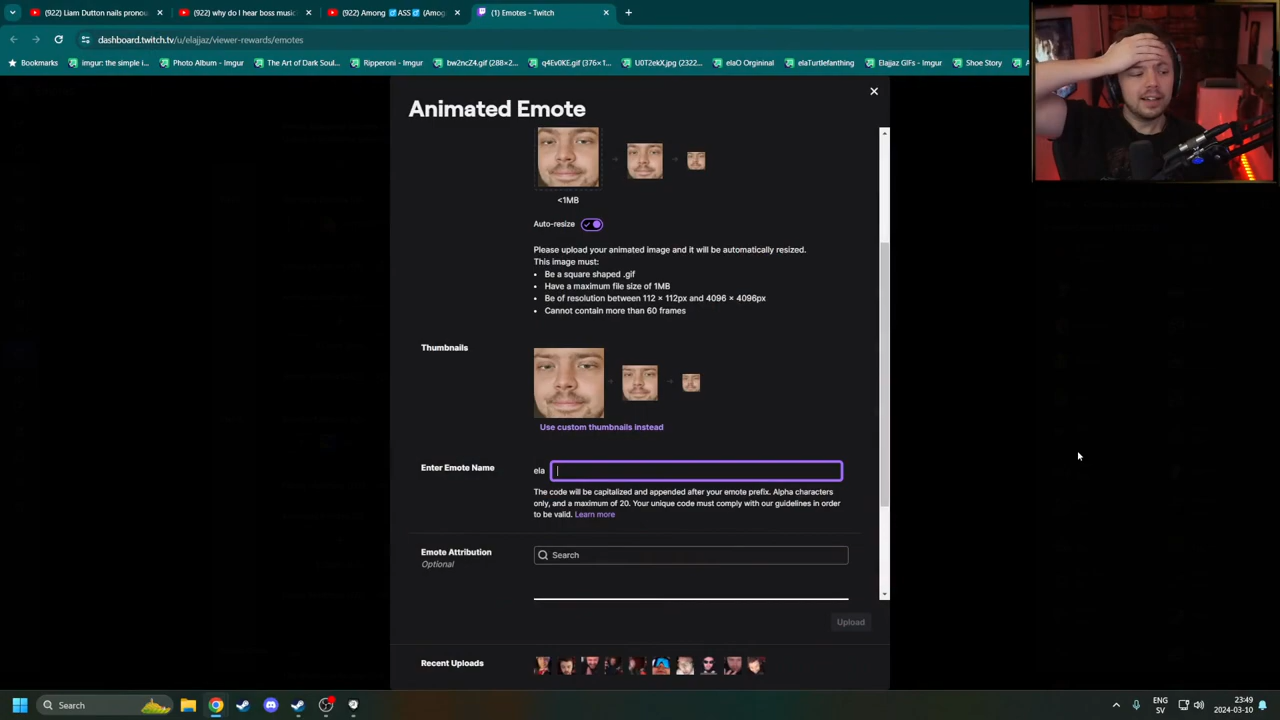 (922) Liam Dutton nails pronou
(922) why do I hear boss music
(922) Among ASS (Amog
(1) Emotes - Twitch
dashboard.twitch.tv/u/elajjaz/viewer-rewards/emotes
Bookmarks
imgur: the simple i...
Photo Album - Imgur
The Art of Dark Soul...
Ripperoni - Imgur
bw2ncZ4.gif (288×2...
q4Ev0KE.gif (376×1...
U0T2ekX.jpg (2322...
elaO Orgininal
elaTurtlefanthing
Elajjaz GIFs - Imgur
Shoe Story
Animated Emote
<1MB
Auto-resize
Please upload your animated image and it will be automatically resized.
This image must:
• Be a square shaped .gif
• Have a maximum file size of 1MB
• Be of resolution between 112 × 112px and 4096 × 4096px
• Cannot contain more than 60 frames
Thumbnails
Use custom thumbnails instead
Enter Emote Name
ela
The code will be capitalized and appended after your emote prefix. Alpha characters
only, and a maximum of 20. Your unique code must comply with our guidelines in order
to be valid. Learn more
Emote Attribution
Optional
Search
Upload
Recent Uploads
Search
ENG
SV
23:49
2024-03-10